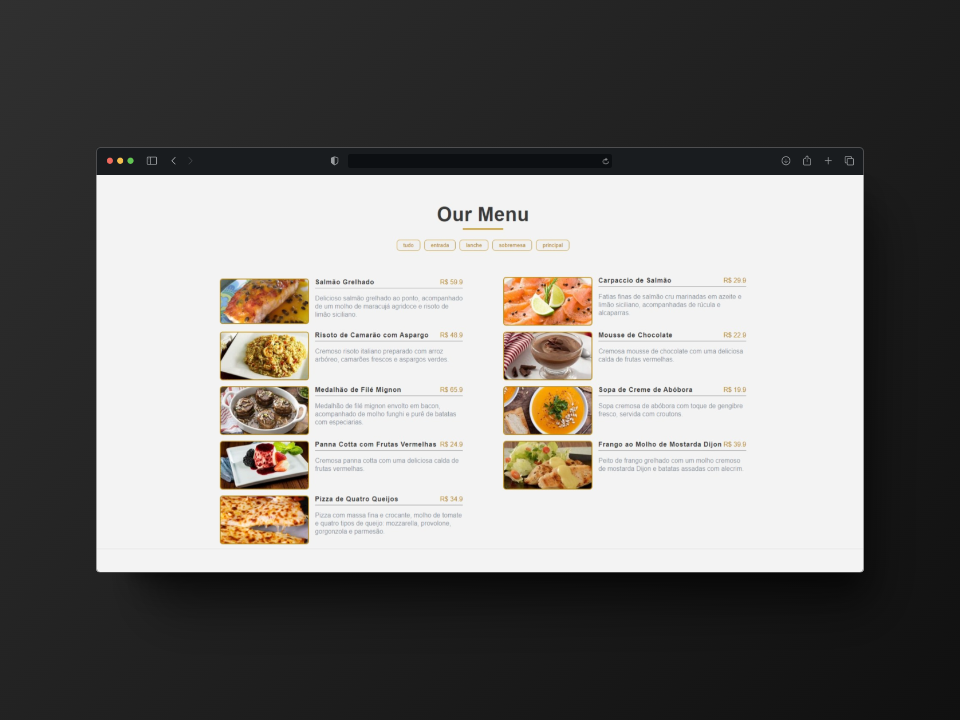 Our Menu
tudo entrada lanche sobremesa principal
Salmão Grelhado R$ 59.9
Delicioso salmão grelhado ao ponto, acompanhado
de um molho de maracujá agridoce e risoto de
limão siciliano.
Risoto de Camarão com Aspargo R$ 48.9
Cremoso risoto italiano preparado com arroz
arbóreo, camarões frescos e aspargos verdes.
Medalhão de Filé Mignon R$ 65.9
Medalhão de filé mignon envolto em bacon,
acompanhado de molho funghi e purê de batatas
com especiarias.
Panna Cotta com Frutas Vermelhas R$ 24.9
Cremosa panna cotta com uma deliciosa calda de
frutas vermelhas.
Pizza de Quatro Queijos R$ 34.9
Pizza com massa fina e crocante, molho de tomate
e quatro tipos de queijo: mozzarella, provolone,
gorgonzola e parmesão.
Carpaccio de Salmão R$ 29.9
Fatias finas de salmão cru marinadas em azeite e
limão siciliano, acompanhadas de rúcula e
alcaparras.
Mousse de Chocolate R$ 22.9
Cremosa mousse de chocolate com uma deliciosa
calda de frutas vermelhas.
Sopa de Creme de Abóbora R$ 19.9
Sopa cremosa de abóbora com toque de gengibre
fresco, servida com croutons.
Frango ao Molho de Mostarda Dijon R$ 39.9
Peito de frango grelhado com um molho cremoso
de mostarda Dijon e batatas assadas com alecrim.